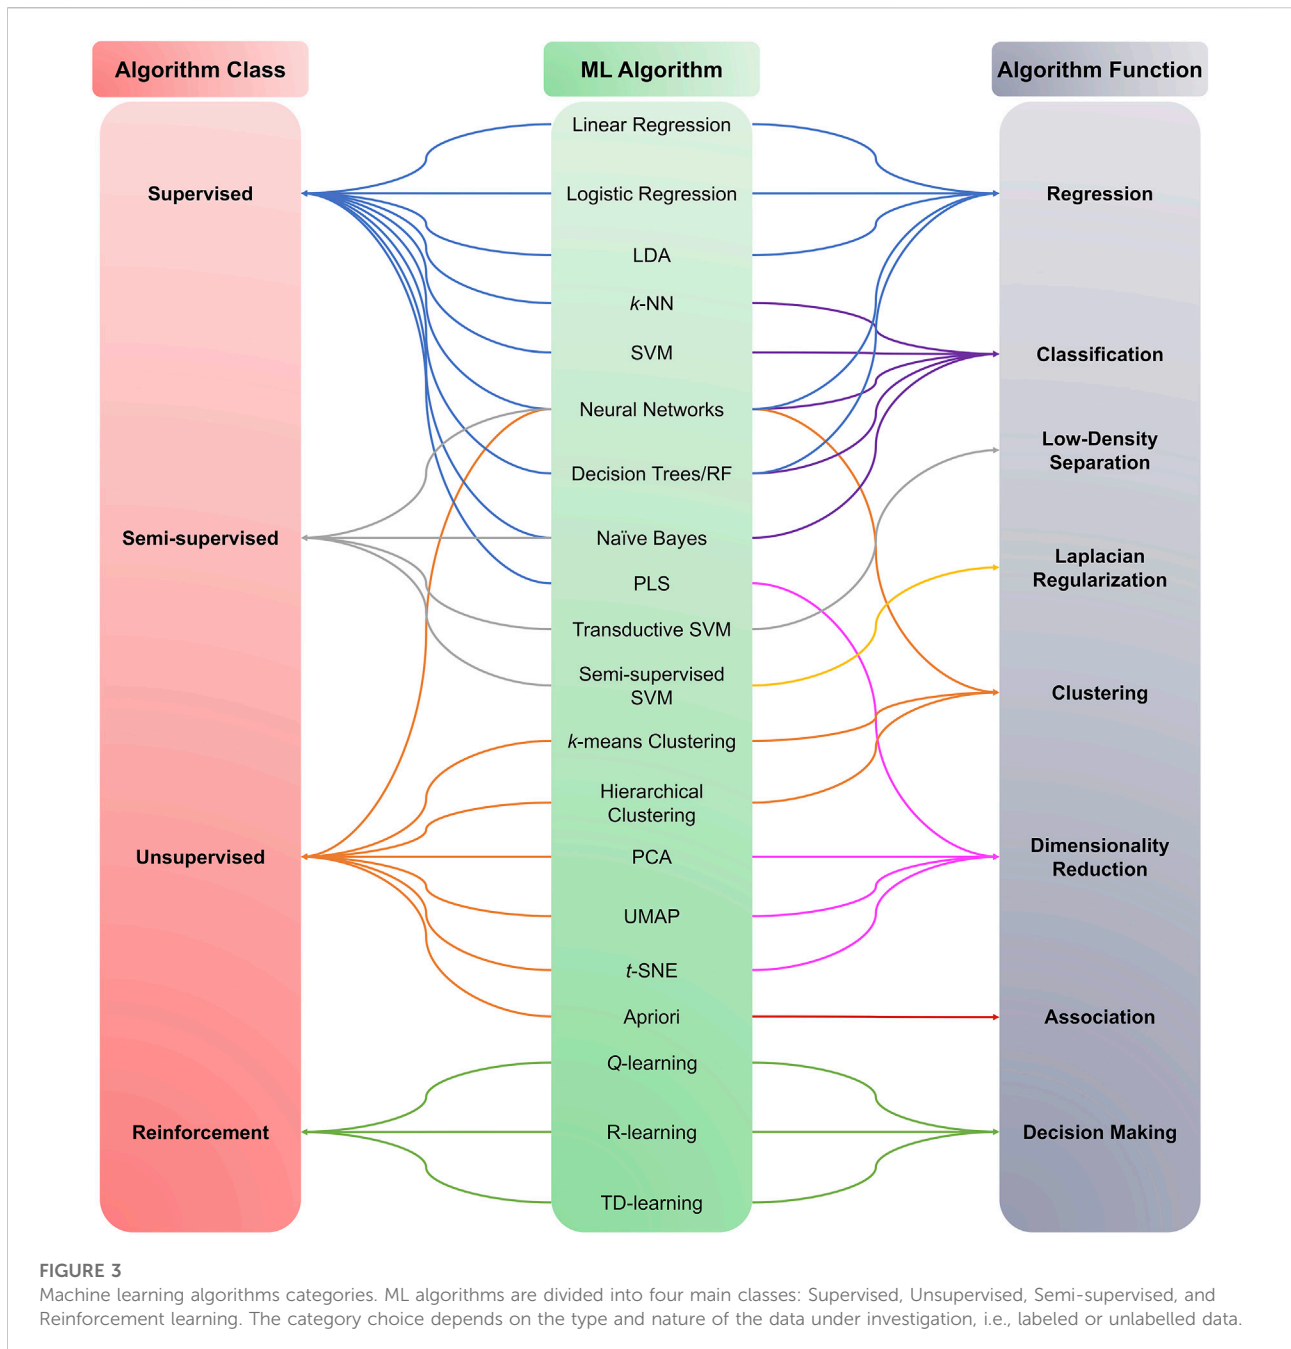 Algorithm Class
ML Algorithm
Algorithm Function
Supervised
Semi-supervised
Unsupervised
Reinforcement
Linear Regression
Logistic Regression
LDA
k-NN
SVM
Neural Networks
Decision Trees/RF
Naïve Bayes
PLS
Transductive SVM
Semi-supervised
SVM
k-means Clustering
Hierarchical
Clustering
PCA
UMAP
t-SNE
Apriori
Q-learning
R-learning
TD-learning
Regression
Classification
Low-Density
Separation
Laplacian
Regularization
Clustering
Dimensionality
Reduction
Association
Decision Making
FIGURE 3
Machine learning algorithms categories. ML algorithms are divided into four main classes: Supervised, Unsupervised, Semi-supervised, and
Reinforcement learning. The category choice depends on the type and nature of the data under investigation, i.e., labeled or unlabelled data.